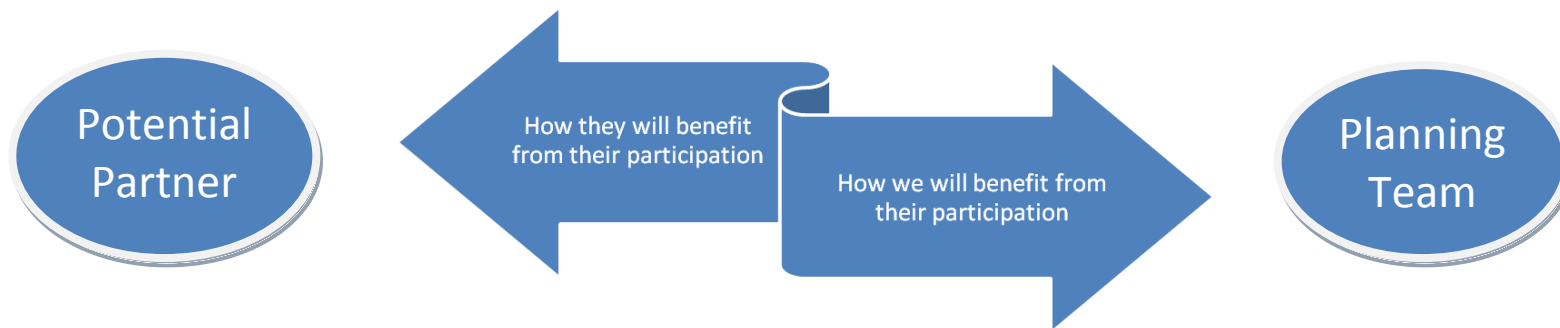 Potential
Partner
How they will benefit
from their participation
How we will benefit from
their participation
Planning
Team